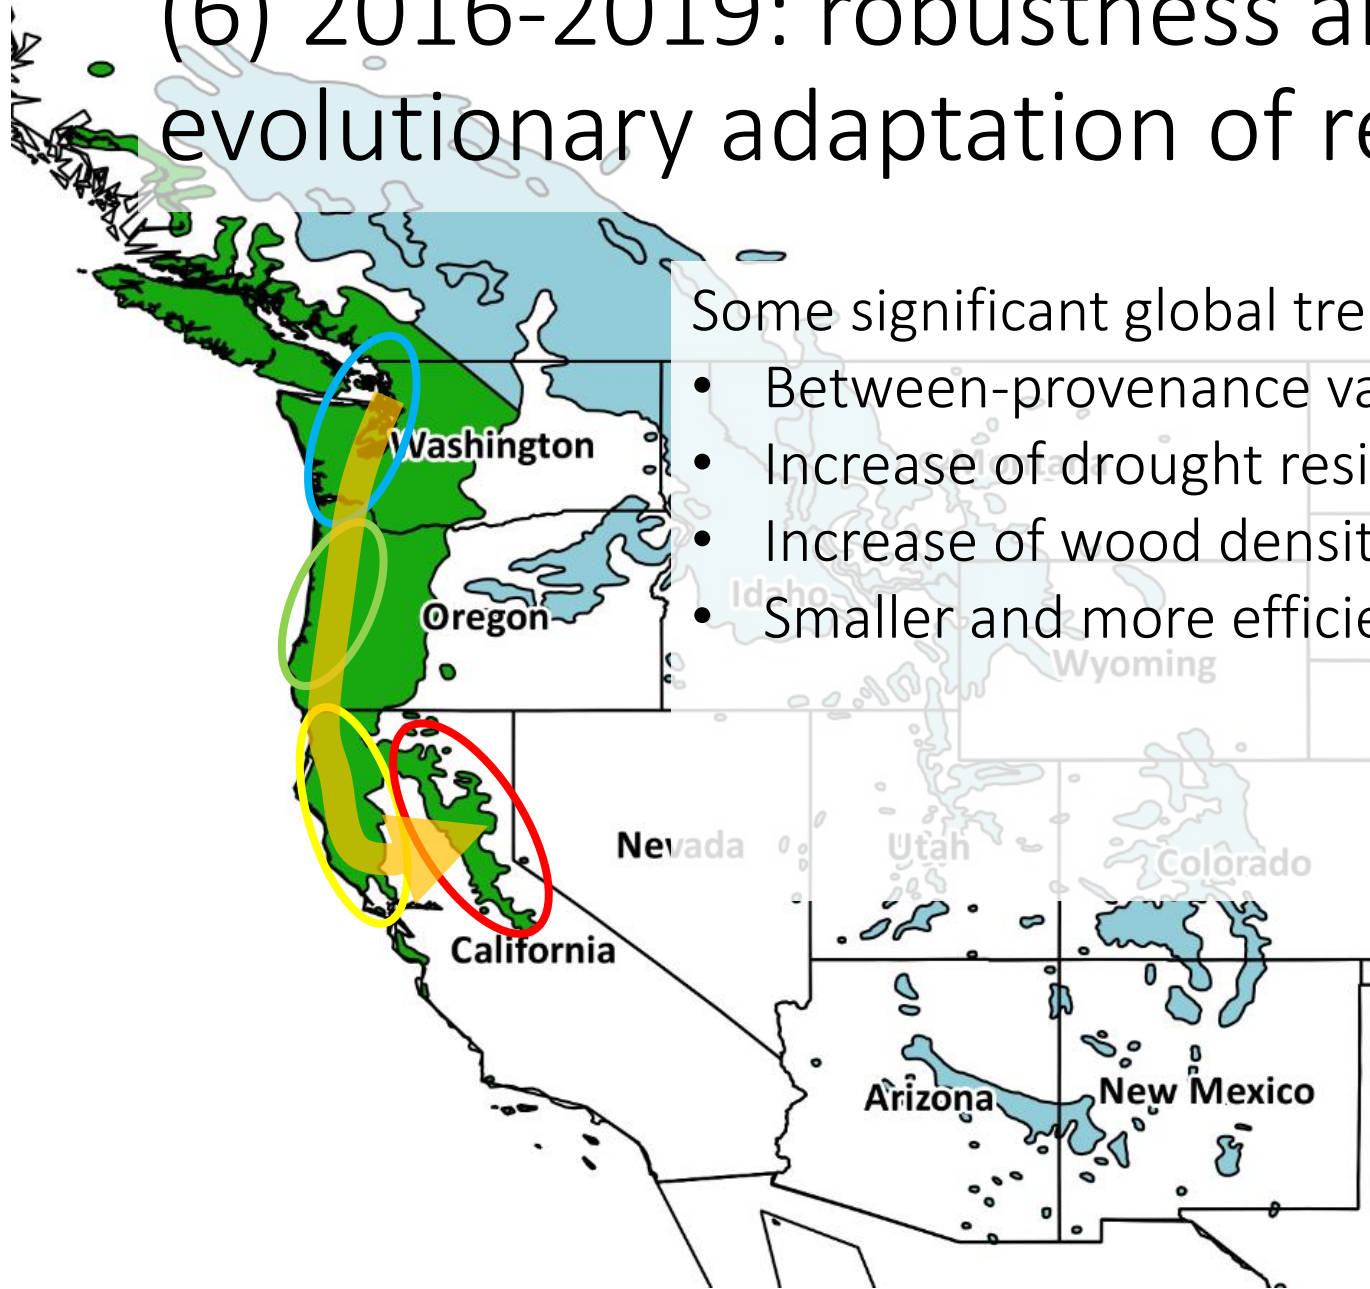 (6) 2016-2019: robustness a
evolutionary adaptation of re
Some significant global tre
• Between-provenance va
• Increase of drought resi
• Increase of wood densit
• Smaller and more efficie
Washington
Montana
Oregon
Idaho
Wyoming
Nevada
Utah
Colorado
California
Arizona
New Mexico